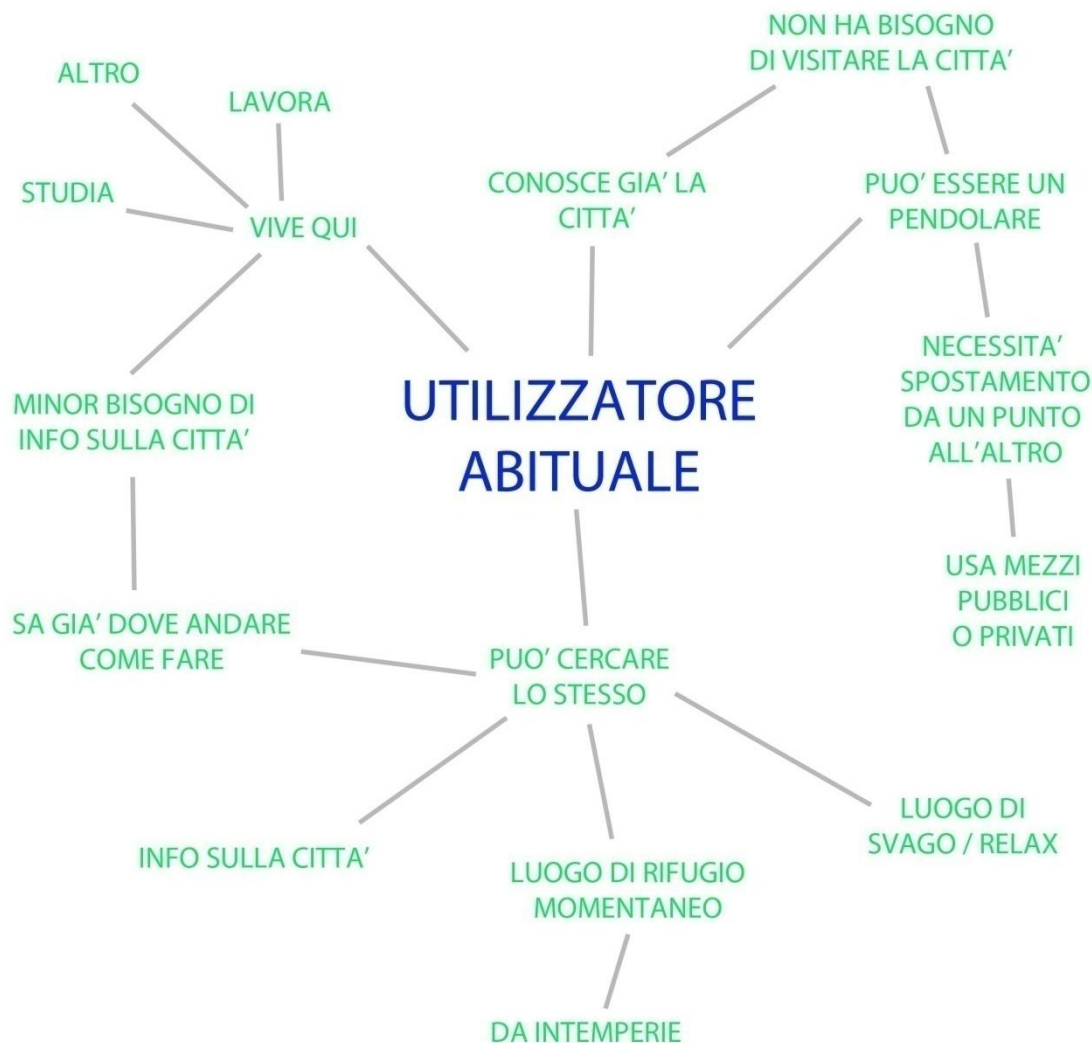 NON HA BISOGNO
DI VISITARE LA CITTA’
ALTRO
LAVORA
STUDIA
VIVE QUI
CONOSCE GIA’ LA
CITTA’
PUO’ ESSERE UN
PENDOLARE
NECESSITA’
SPOSTAMENTO
DA UN PUNTO
ALL’ALTRO
MINOR BISOGNO DI
INFO SULLA CITTA’
UTILIZZATORE
ABITUALE
USA MEZZI
PUBBLICI
O PRIVATI
SA GIA’ DOVE ANDARE
COME FARE
PUO’ CERCARE
LO STESSO
INFO SULLA CITTA’
LUOGO DI RIFUGIO
MOMENTANEO
LUOGO DI
SVAGO / RELAX
DA INTEMPERIE